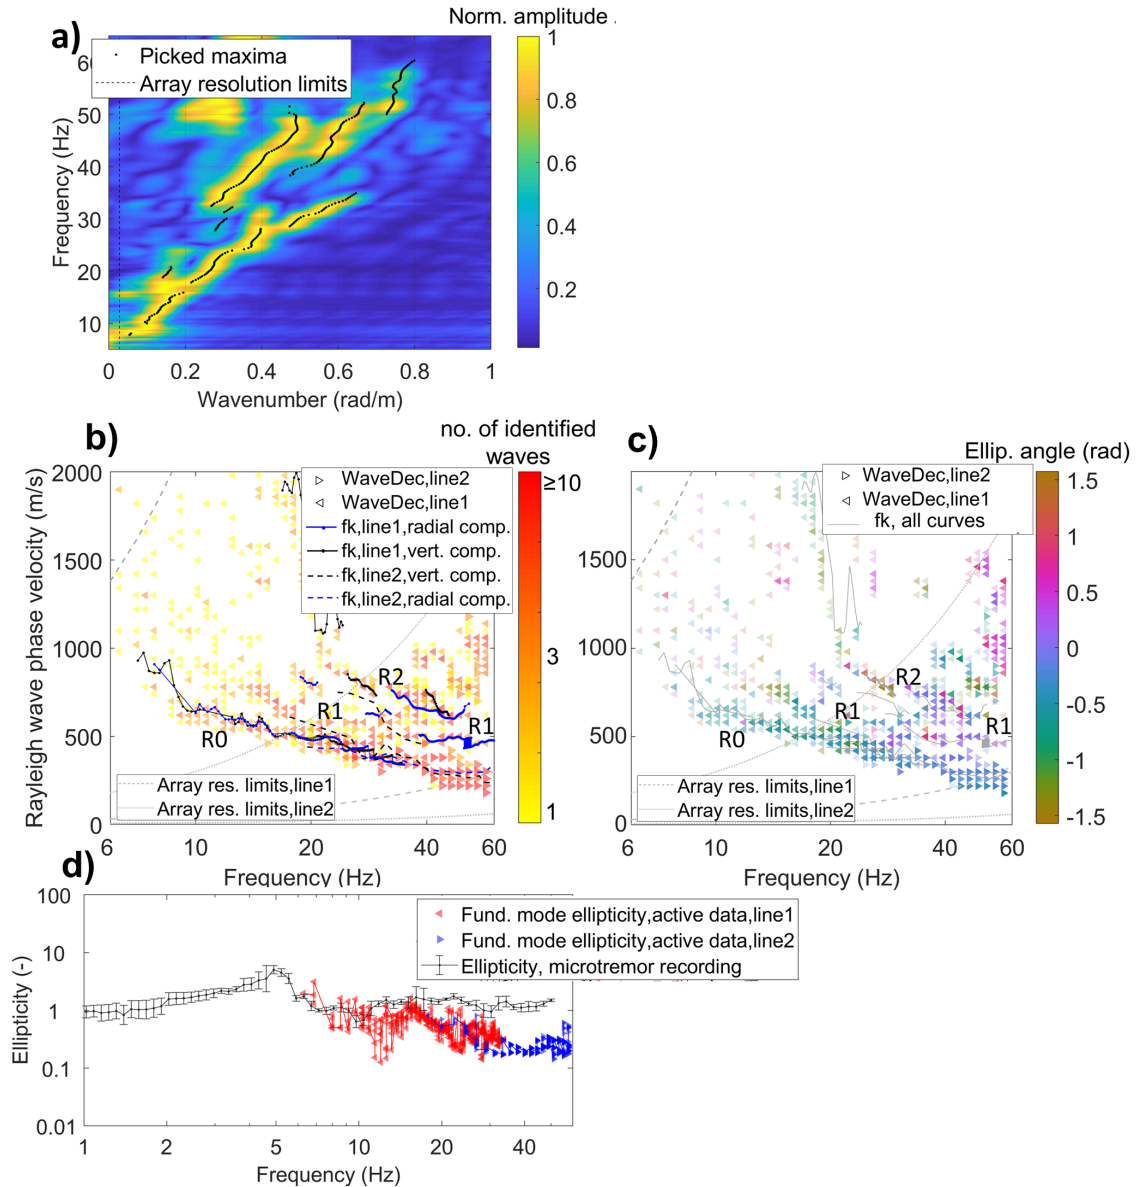 a)
Norm. amplitude .
Picked maxima
Array resolution limits
50
40
30
20
10
Frequency (Hz)
0
0.2
0.4
0.6
0.8
1
Wavenumber (rad/m)
1
0.8
0.6
0.4
0.2
b)
no. of identified
waves
WaveDec,line2
WaveDec,line1
fk,line1,radial comp.
fk,line1,vert. comp.
fk,line2,vert. comp.
fk,line2,radial comp.
≥10
3
1
2000
1500
1000
500
0
Rayleigh wave phase velocity (m/s)
R0
R1
R2
R1
Array res. limits,line1
Array res. limits,line2
6
10
20
40
60
Frequency (Hz)
c)
Ellip. angle (rad)
WaveDec,line2
WaveDec,line1
fk, all curves
1.5
1
0.5
0
-0.5
-1
-1.5
1500
1000
500
0
R0
R1
R2
R1
Array res. limits,line1
Array res. limits,line2
6
10
20
40
60
Frequency (Hz)
d)
Fund. mode ellipticity,active data,line1
Fund. mode ellipticity,active data,line2
Ellipticity, microtremor recording
100
10
1
0.1
0.01
Ellipticity (-)
1
2
5
10
20
40
Frequency (Hz)